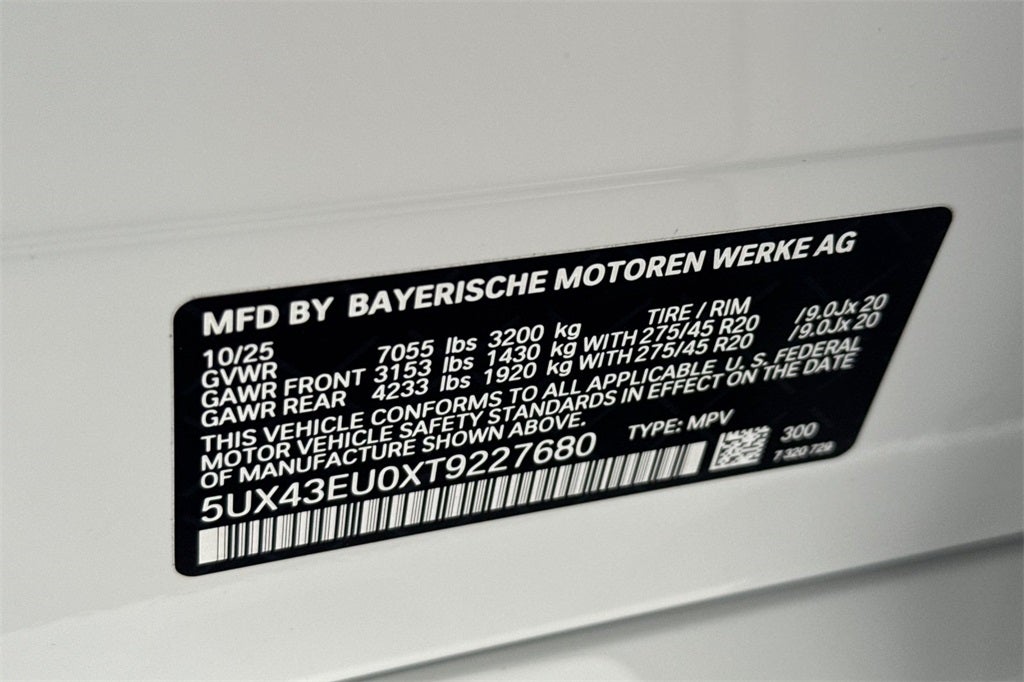 MFD BY BAYERISCHE MOTOREN WERKE AG
10/25 TIRE / RIM
GVWR 7055 lbs 3200 kg
GAWR FRONT 3153 lbs 1430 kg WITH 275/45 R20 /9.0Jx 20
GAWR REAR 4233 lbs 1920 kg WITH 275/45 R20 /9.0Jx 20
THIS VEHICLE CONFORMS TO ALL APPLICABLE U. S. FEDERAL
MOTOR VEHICLE SAFETY STANDARDS IN EFFECT ON THE DATE
OF MANUFACTURE SHOWN ABOVE.
TYPE: MPV
5UX43EU0XT9227680
300
7 320 729